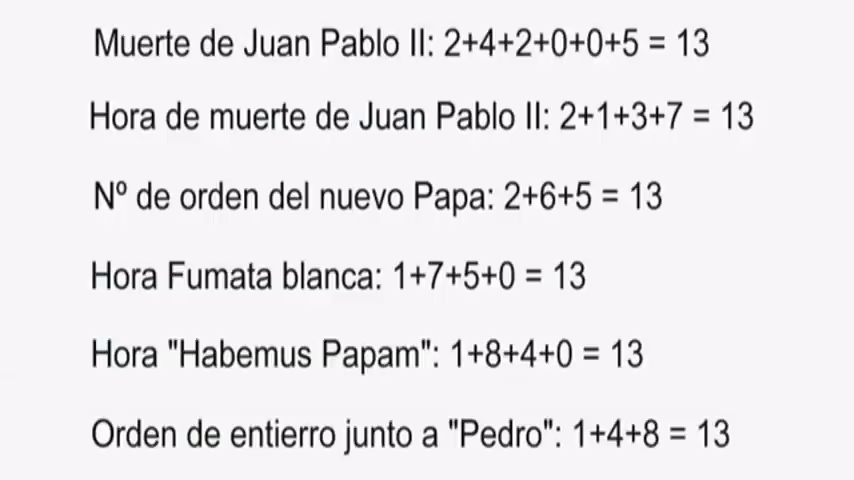 Muerte de Juan Pablo II: 2+4+2+0+0+5 = 13
Hora de muerte de Juan Pablo II: 2+1+3+7 = 13
Nº de orden del nuevo Papa: 2+6+5 = 13
Hora Fumata blanca: 1+7+5+0 = 13
Hora "Habemus Papam": 1+8+4+0 = 13
Orden de entierro junto a "Pedro": 1+4+8 = 13